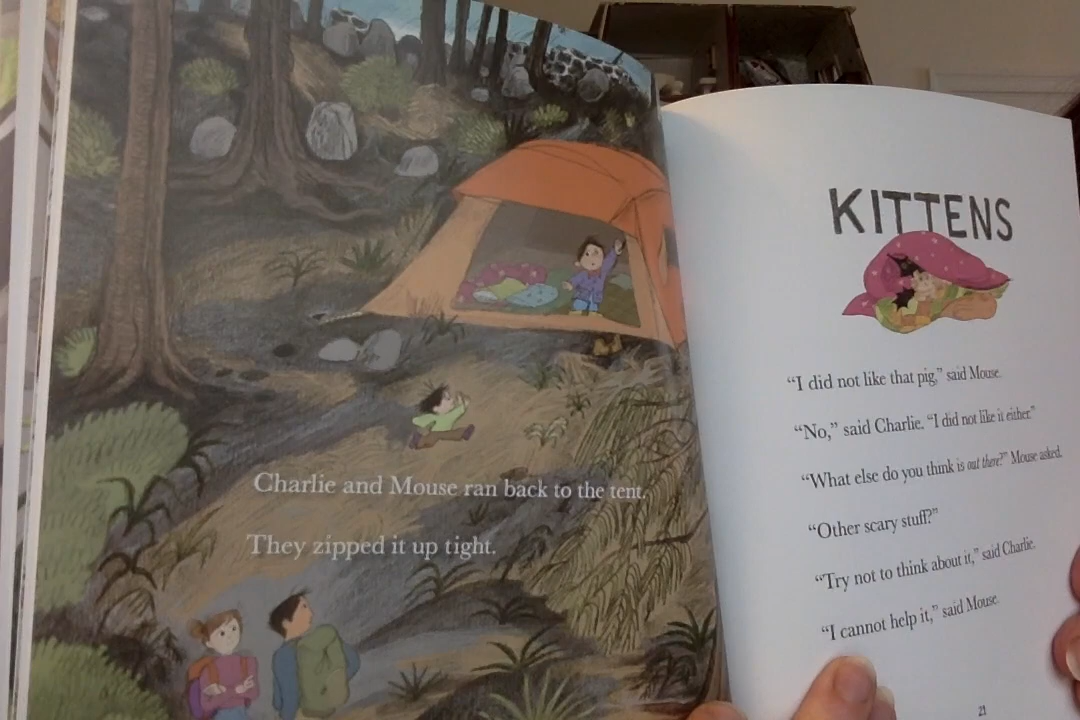 Charlie and Mouse ran back to the tent.
They zipped it up tight.
KITTENS
“I did not like that pig,” said Mouse.
“No,” said Charlie. “I did not like it either.”
“What else do you think is out there?” Mouse asked.
“Other scary stuff?”
“Try not to think about it,” said Charlie.
“I cannot help it,” said Mouse.
21